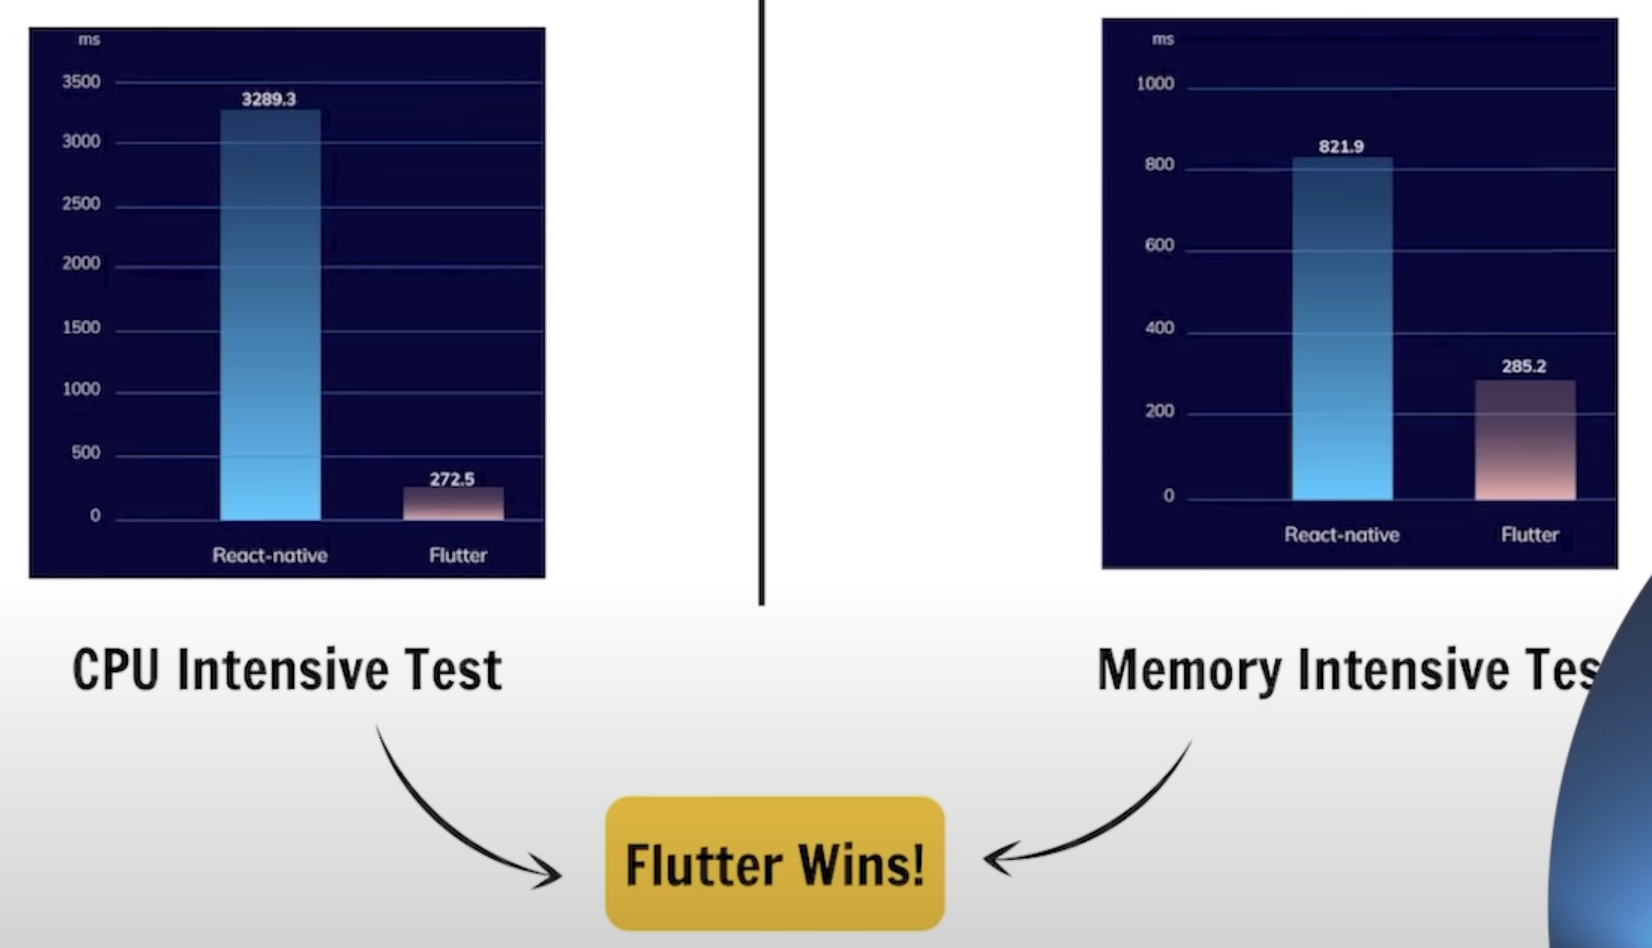 ms
3500
3289.3
3000
2500
2000
1500
1000
500
272.5
0
React-native Flutter
CPU Intensive Test
ms
1000
821.9
800
600
400
285.2
200
0
React-native Flutter
Memory Intensive Tes
Flutter Wins!